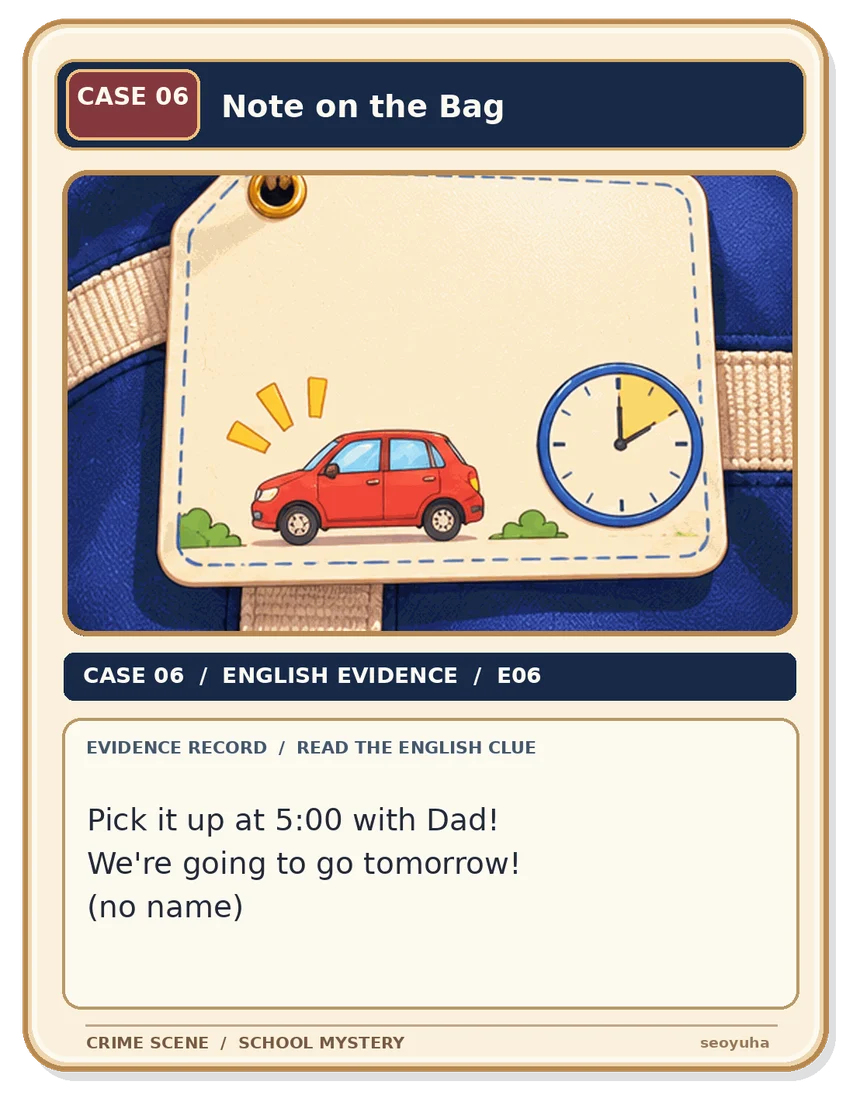 CASE 06
Note on the Bag
CASE 06 / ENGLISH EVIDENCE / E06
EVIDENCE RECORD / READ THE ENGLISH CLUE
Pick it up at 5:00 with Dad!
We're going to go tomorrow!
(no name)
CRIME SCENE / SCHOOL MYSTERY
seoyuha